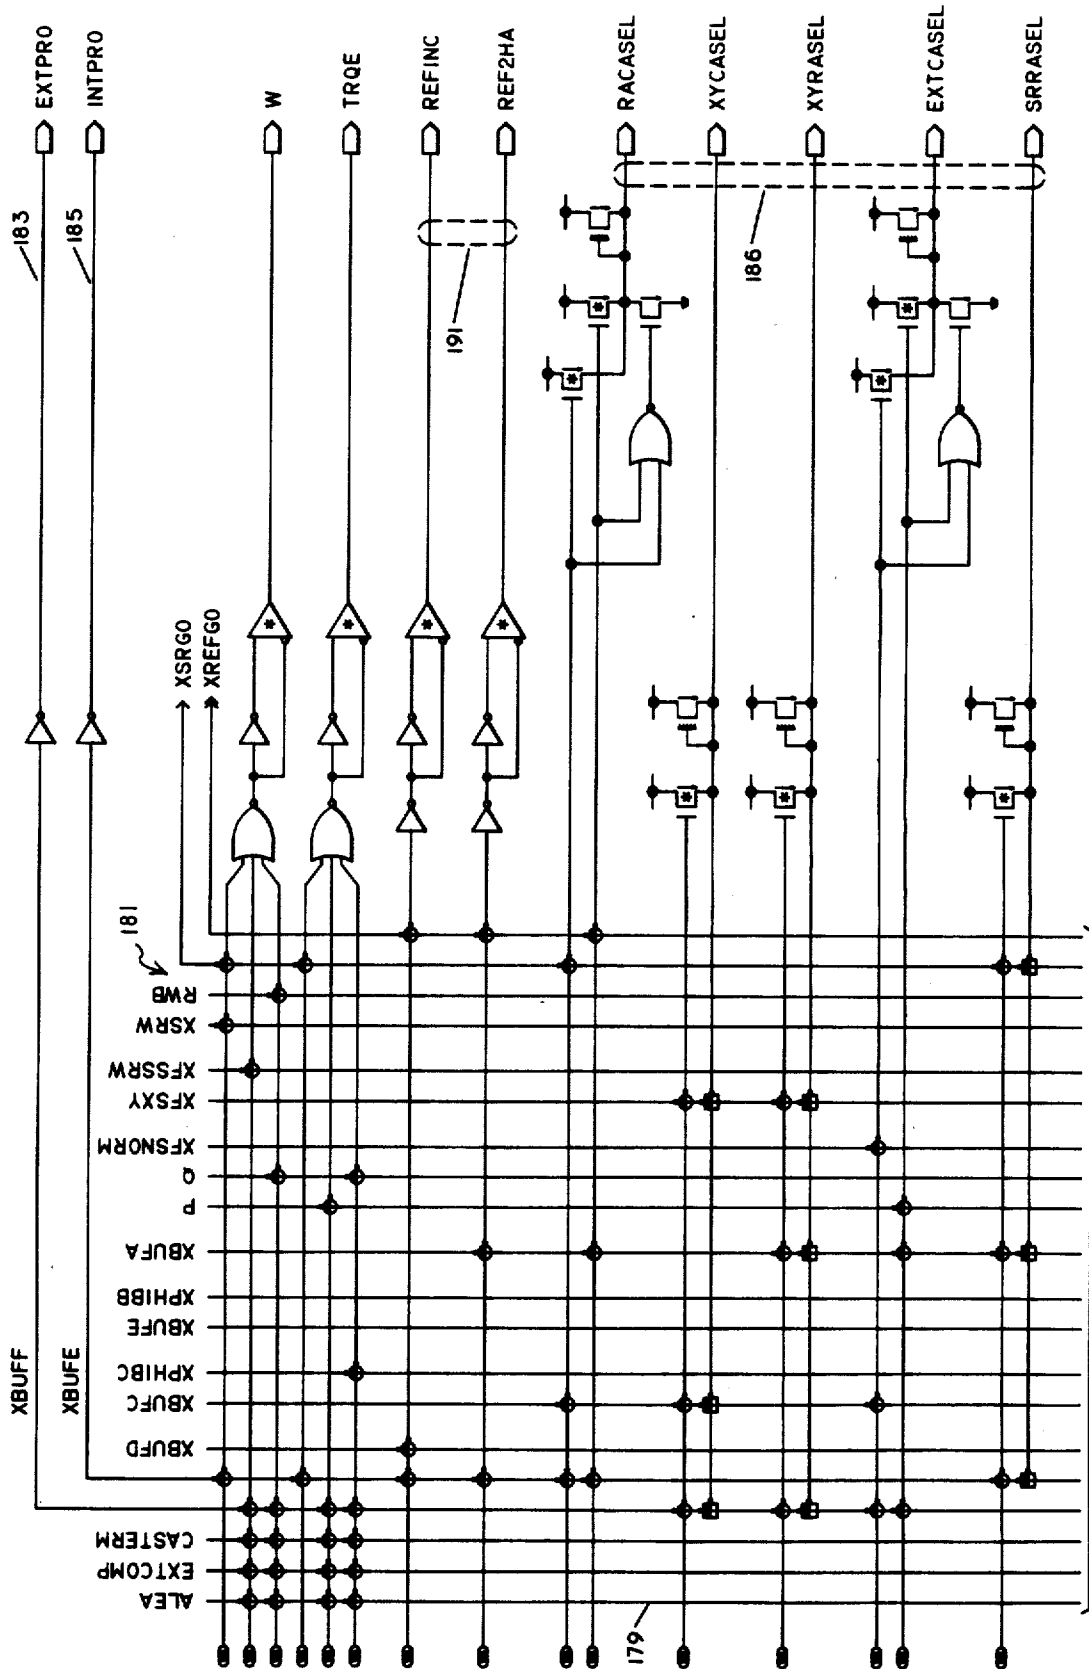 XBUFF
183
EXTPRO
XBUFE
185
INTPRO
XSRGO
XREFGO
W
TRQE
REFINC
REF2HA
191
RACASEL
XYCASEL
XYRASEL
EXTCASEL
SRRASEL
186
181
RWB
XSRW
XFSSRW
XFSXY
XFSNORM
Q
P
XBUFA
XPHIBB
XBUFE
XPHIBC
XBUFC
XBUFD
CASTERM
EXTCOMP
ALEA
179